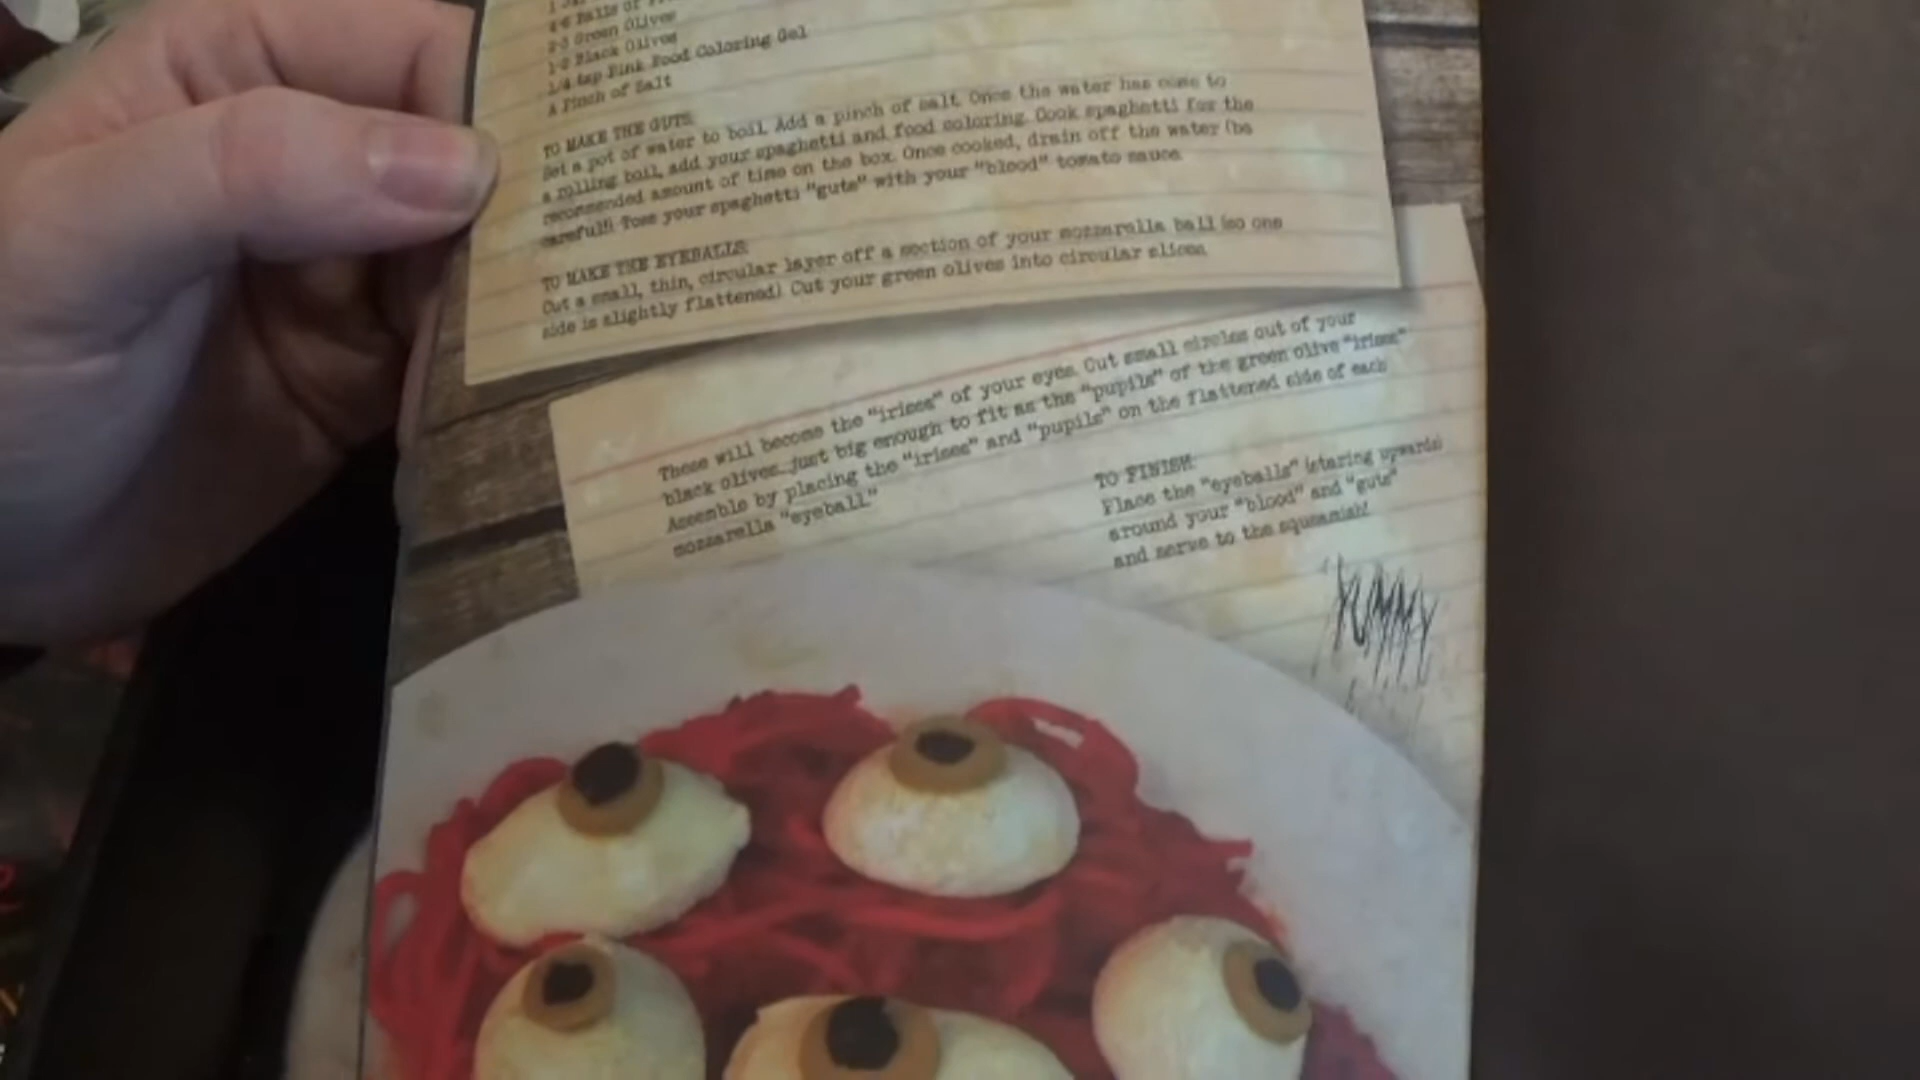 4-6 Balls of
2-3 Green Olives
1-2 Black Olives
1/4 tsp Pink Food Coloring Gel
A Pinch of Salt
TO MAKE THE GUTS:
Set a pot of water to boil. Add a pinch of salt. Once the water has come to
a rolling boil, add your spaghetti and food coloring. Cook spaghetti for the
recommended amount of time on the box. Once cooked, drain off the water (be
careful!). Toss your spaghetti "guts" with your "blood" tomato sauce.
TO MAKE THE EYEBALLS:
Cut a small, thin, circular layer off a section of your mozzarella ball (so one
side is slightly flattened). Cut your green olives into circular slices.
These will become the "irises" of your eyes. Cut small circles out of your
black olives...just big enough to fit as the "pupils" of the green olive "irises"
Assemble by placing the "irises" and "pupils" on the flattened side of each
mozzarella "eyeball."
TO FINISH:
Place the "eyeballs" (staring upwards)
around your "blood" and "guts"
and serve to the squeamish!
YUMMY